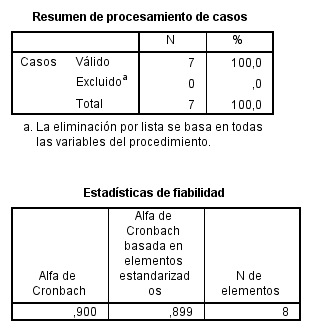 Resumen de procesamiento de casos
N %
Casos Válido 7 100,0
Excluido a 0 ,0
Total 7 100,0
a. La eliminación por lista se basa en todas
las variables del procedimiento.
Estadísticas de fiabilidad
Alfa de
Cronbach
Alfa de
Cronbach
basada en
elementos
estandarizad
os
N de
elementos
,900 ,899 8